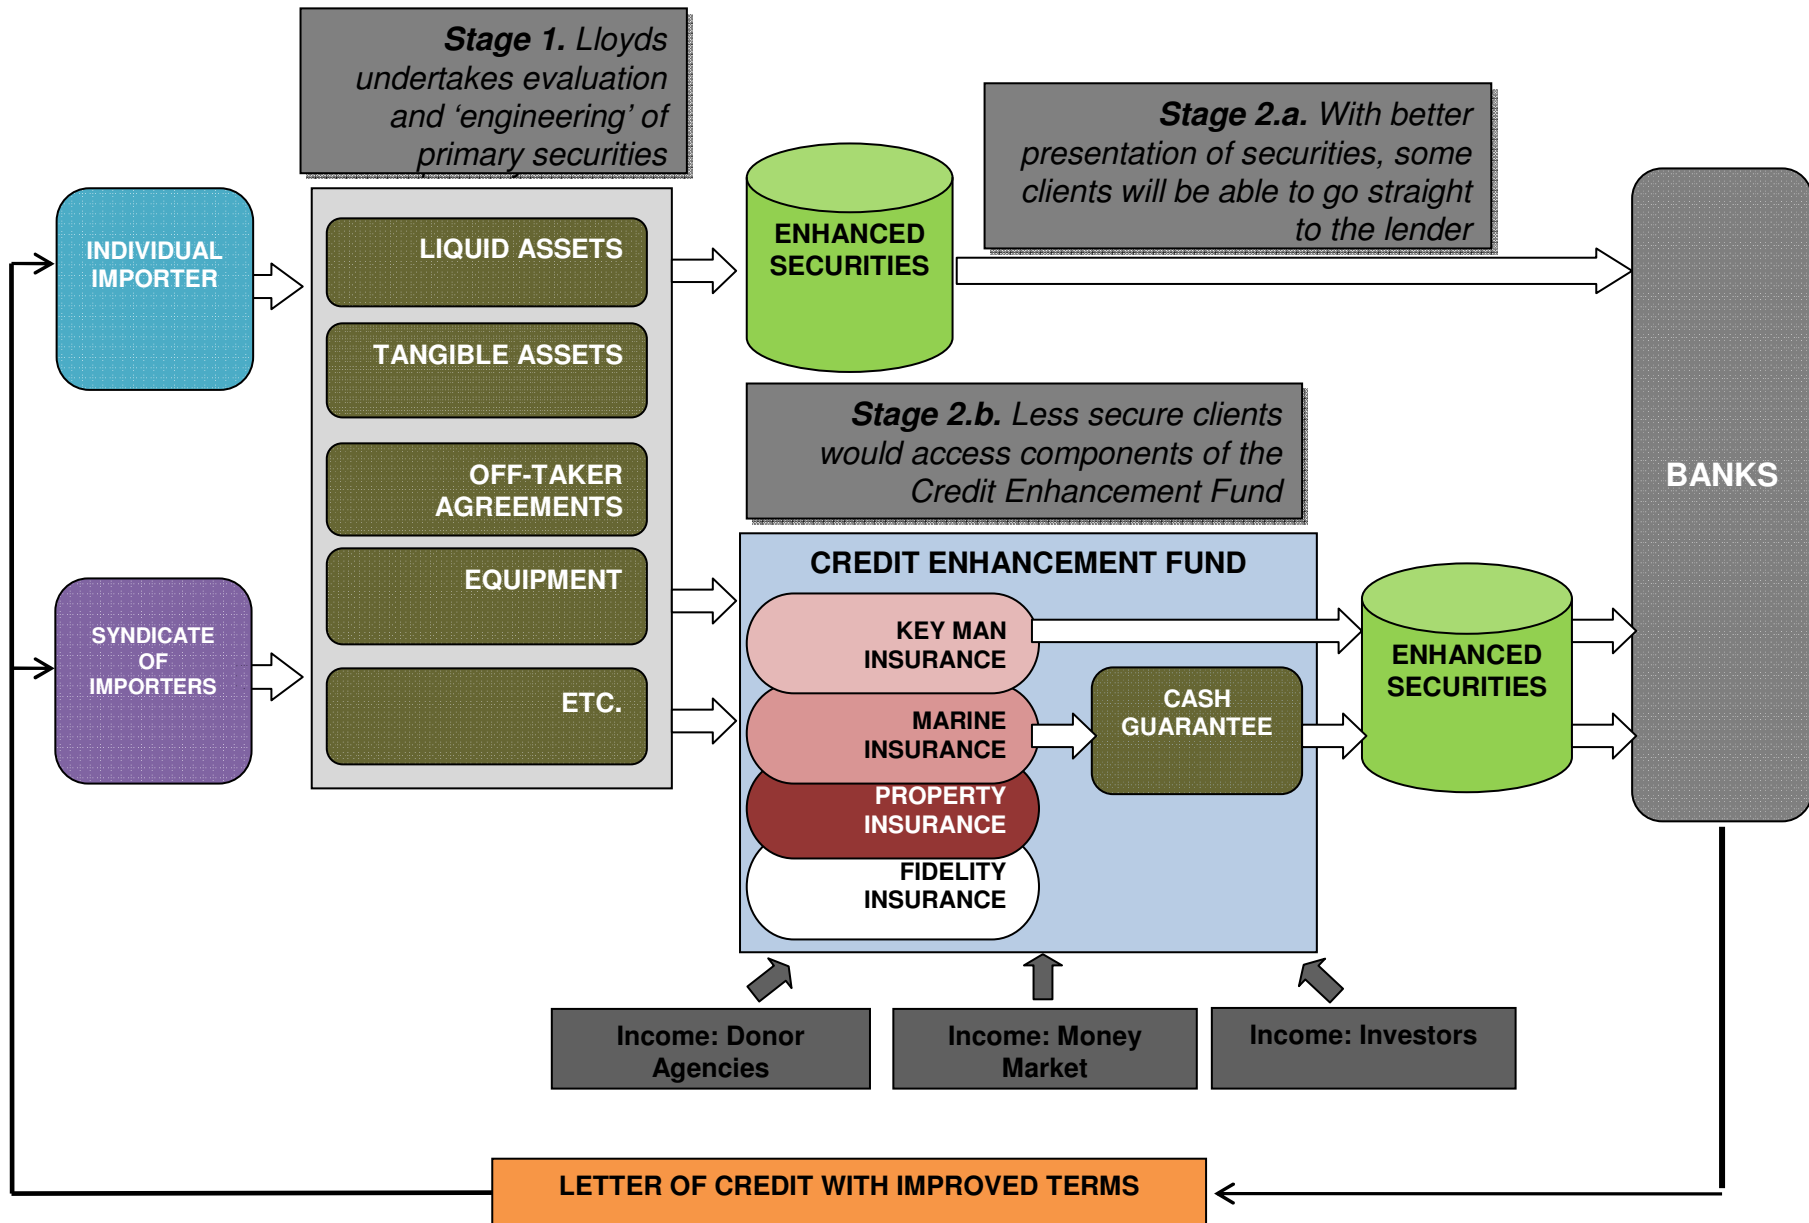 Stage 1. Lloyds
undertakes evaluation
and ‘engineering’ of
primary securities
Stage 2.a. With better
presentation of securities, some
clients will be able to go straight
to the lender
INDIVIDUAL
IMPORTER
LIQUID ASSETS
TANGIBLE ASSETS
OFF-TAKER
AGREEMENTS
EQUIPMENT
ETC.
ENHANCED
SECURITIES
Stage 2.b. Less secure clients
would access components of the
Credit Enhancement Fund
BANKS
SYNDICATE
OF
IMPORTERS
CREDIT ENHANCEMENT FUND
KEY MAN
INSURANCE
MARINE
INSURANCE
PROPERTY
INSURANCE
FIDELITY
INSURANCE
CASH
GUARANTEE
ENHANCED
SECURITIES
Income: Donor
Agencies
Income: Money
Market
Income: Investors
LETTER OF CREDIT WITH IMPROVED TERMS